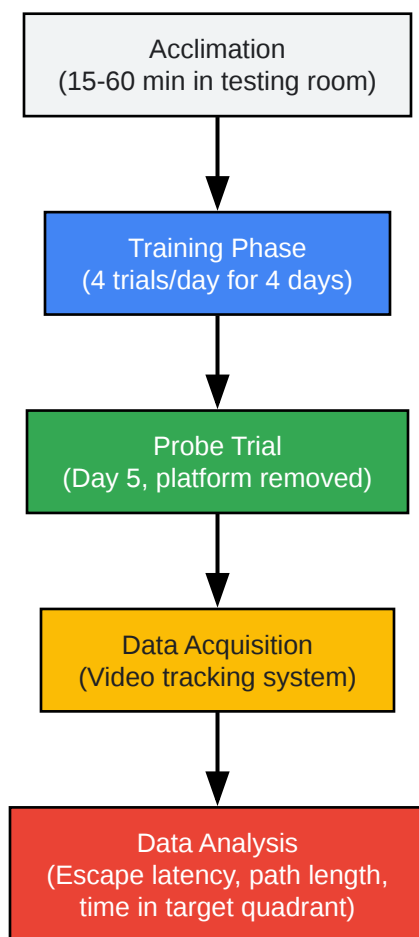 Acclimation
(15-60 min in testing room)
Training Phase
(4 trials/day for 4 days)
Probe Trial
(Day 5, platform removed)
Data Acquisition
(Video tracking system)
Data Analysis
(Escape latency, path length,
time in target quadrant)